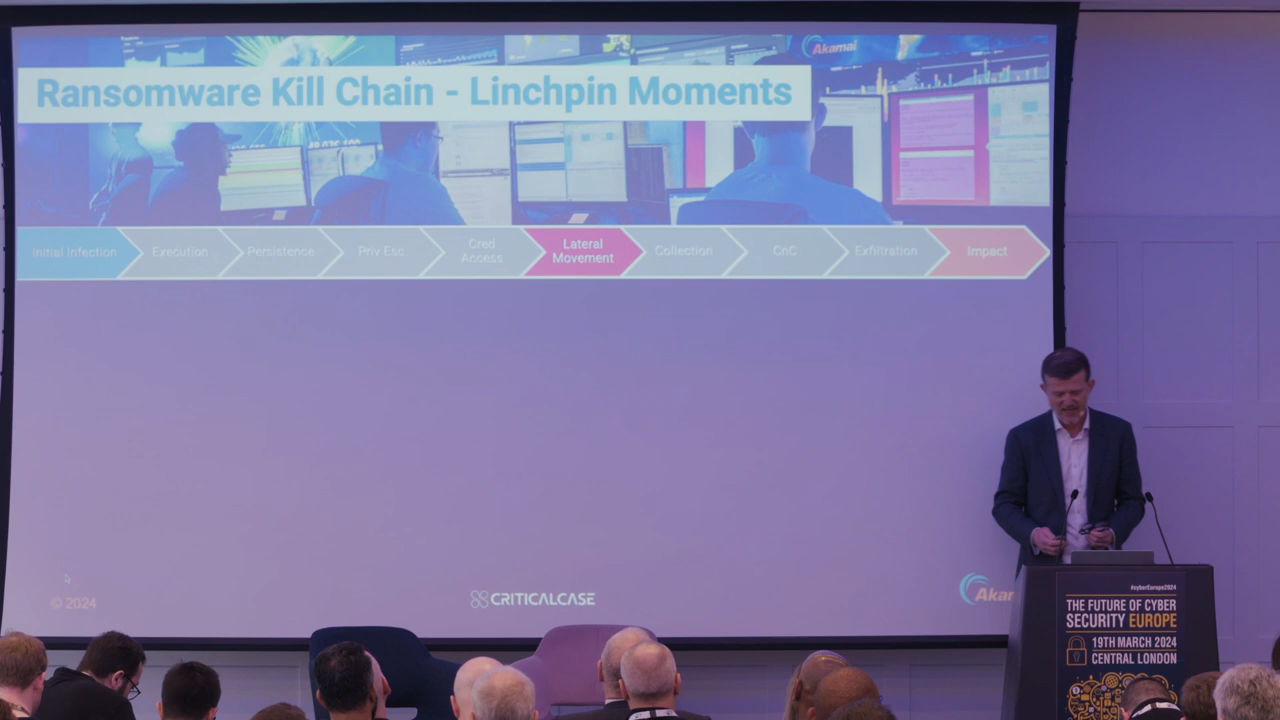 Akamai
Ransomware Kill Chain - Linchpin Moments
Initial Infection
Execution
Persistence
Priv Esc
Cred
Access
Lateral
Movement
Collection
CnC
Exfiltration
Impact
© 2024
CRITICALCASE
Akar
#cyberEurope2024
THE FUTURE OF CYBER
SECURITY EUROPE
19TH MARCH 2024
CENTRAL LONDON